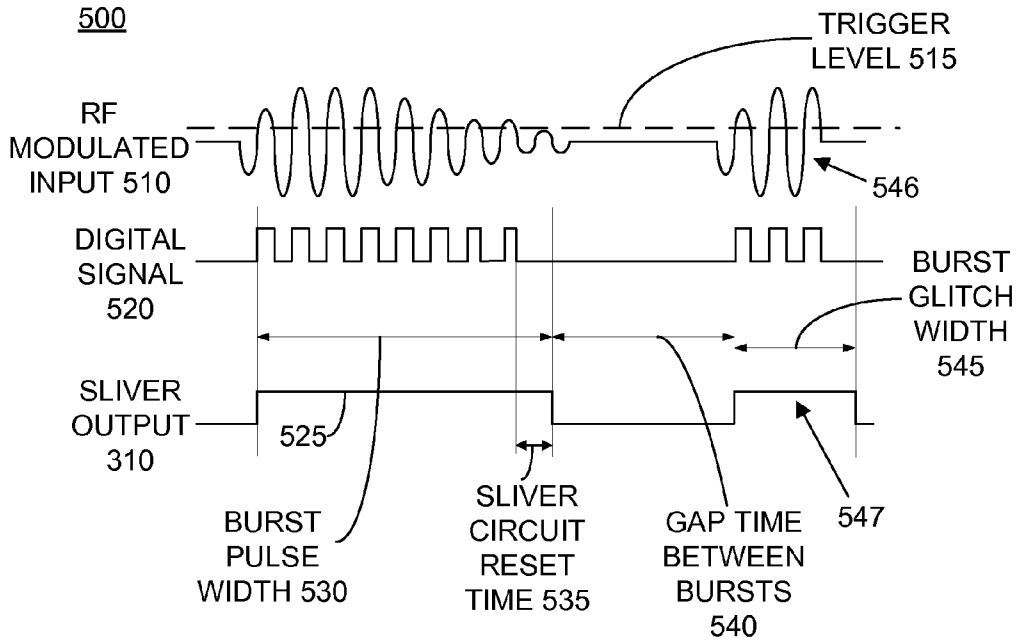 500
TRIGGER
LEVEL 515
RF
MODULATED
INPUT 510
546
DIGITAL
SIGNAL
520
BURST
GLITCH
WIDTH
545
SLIVER
OUTPUT
310
525
547
BURST
PULSE
WIDTH 530
SLIVER
CIRCUIT
RESET
TIME 535
GAP TIME
BETWEEN
BURSTS
540